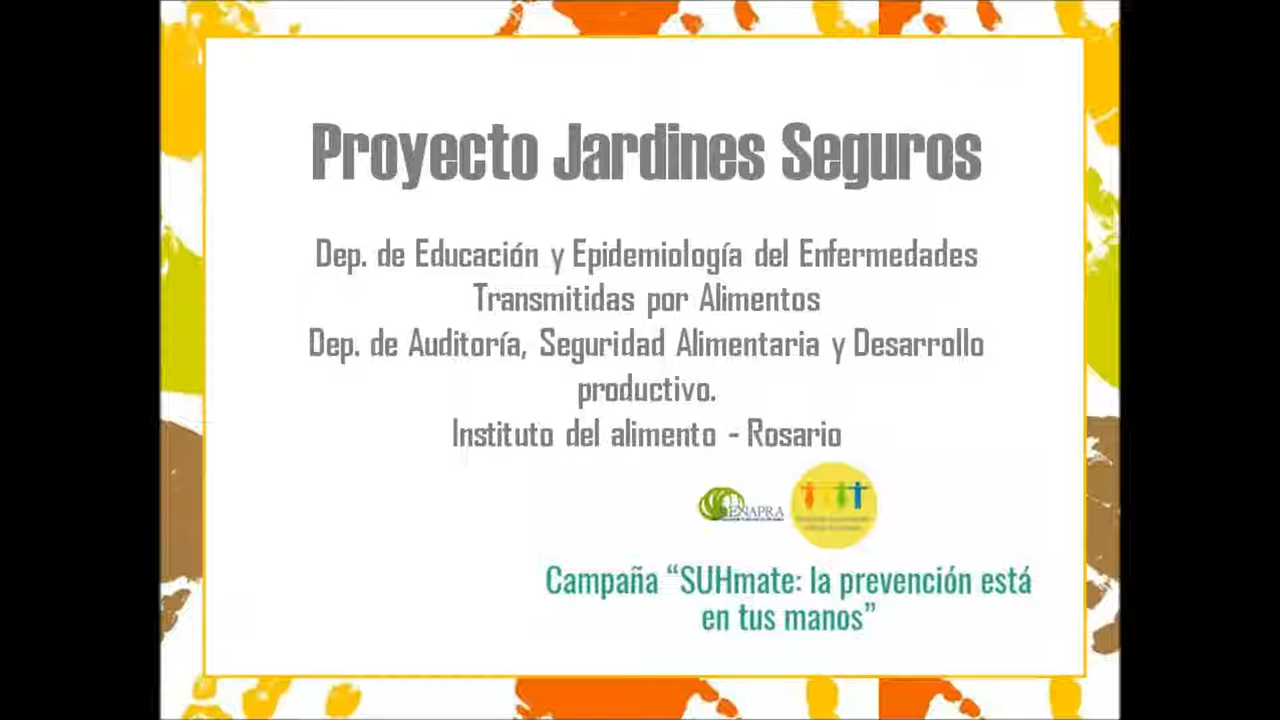 Proyecto Jardines Seguros
Dep. de Educación y Epidemiología del Enfermedades
Transmitidas por Alimentos
Dep. de Auditoría, Seguridad Alimentaria y Desarrollo
productivo.
Instituto del alimento - Rosario
RENAPRA
Campaña “SUHmate: la prevención está
en tus manos”